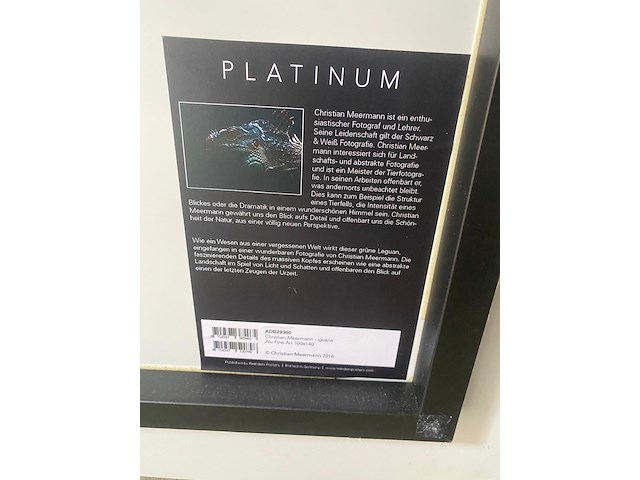 PLATINUM
Christian Meermann ist ein enthu-
siastischer Fotograf und Lehrer.
Seine Leidenschaft gilt der Schwarz
& Weiß Fotografie. Christian Meer-
mann interessiert sich für Land-
schafts- und abstrakte Fotografie
und ist ein Meister der Tierfotogra-
fie. In seinen Arbeiten offenbart er,
was andernorts unbeachtet bleibt.
Dies kann zum Beispiel die Struktur
eines Tierfells, die Intensität eines
Blickes oder die Dramatik in einem wunderschönen Himmel sein. Christian
Meermann gewährt uns den Blick aufs Detail und offenbart uns die Schön-
heit der Natur, aus einer völlig neuen Perspektive.
Wie ein Wesen aus einer vergessenen Welt wirkt dieser grüne Leguan,
eingefangen in einer wunderbaren Fotografie von Christian Meermann. Die
faszinierenden Details des massiven Kopfes erscheinen wie eine abstrakte
Landschaft im Spiel von Licht und Schatten und offenbaren den Blick auf
einen der letzten Zeugen der Urzeit.
ADB29360
Christian Meermann - iguana
Alu Fine Art 100x140
© Christian Meermann 2016
Printed in Germany